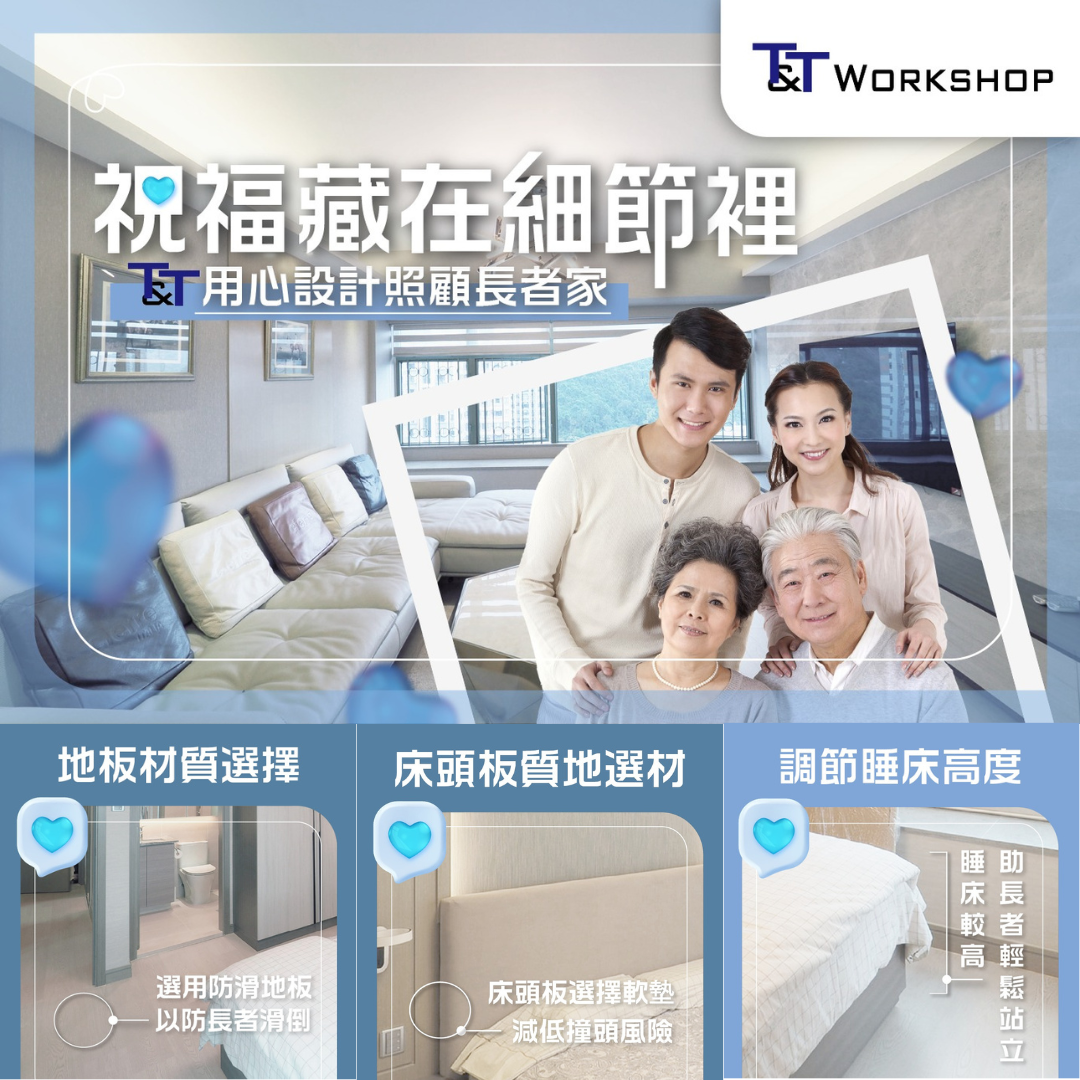 T&T WORKSHOP
祝福藏在細節裡
T&T用心設計照顧長者家
地板材質選擇
選用防滑地板
以防長者滑倒
床頭板質地選材
床頭板選擇軟墊
減低撞頭風險
調節睡床高度
助長者輕鬆站立
睡床較高